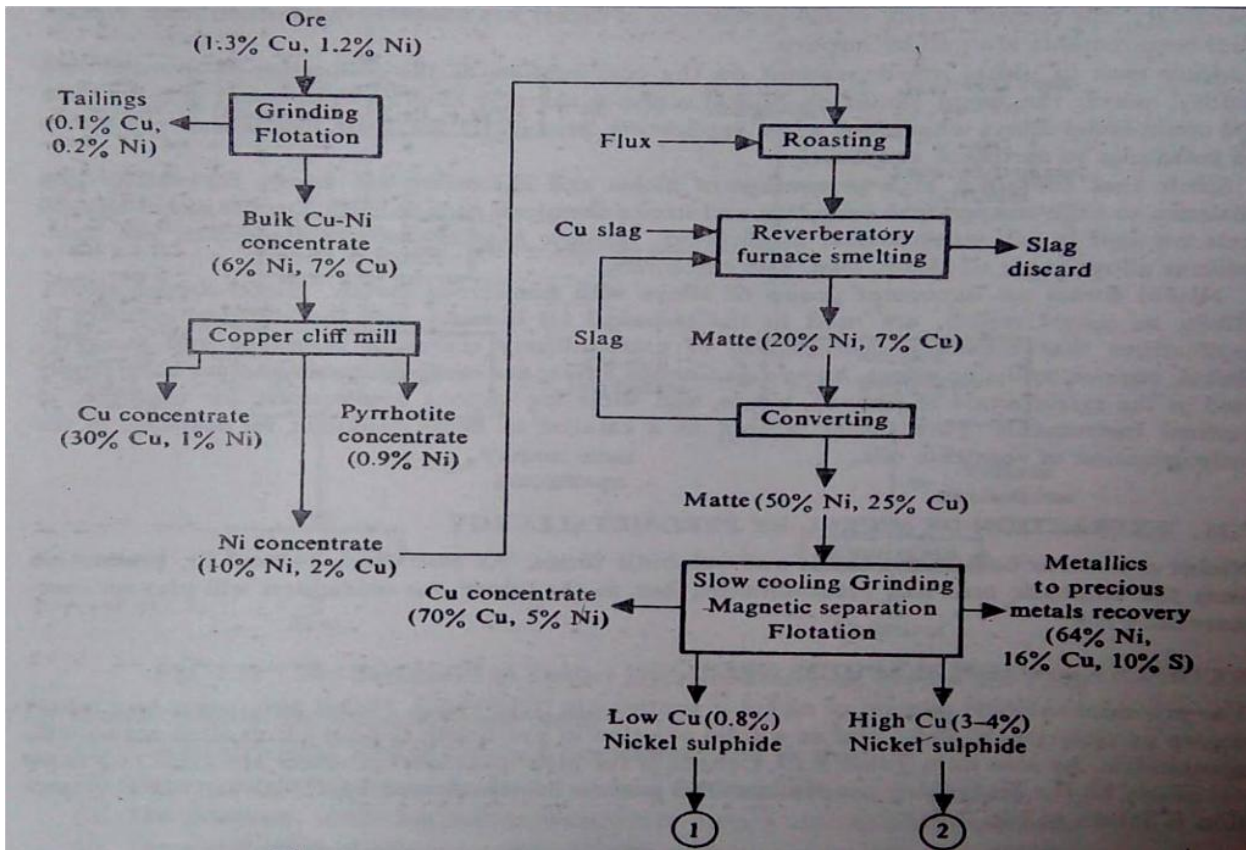 Ore
(1.3% Cu, 1.2% Ni)
Tailings
(0.1% Cu,
0.2% Ni)
Grinding
Flotation
Bulk Cu-Ni
concentrate
(6% Ni, 7% Cu)
Copper cliff mill
Cu concentrate
(30% Cu, 1% Ni)
Pyrrhotite
concentrate
(0.9% Ni)
Ni concentrate
(10% Ni, 2% Cu)
Flux
Roasting
Cu slag
Reverberatory
furnace smelting
Slag
discard
Slag
Matte (20% Ni, 7% Cu)
Converting
Matte (50% Ni, 25% Cu)
Slow cooling Grinding
Magnetic separation
Flotation
Cu concentrate
(70% Cu, 5% Ni)
Metallics
to precious
metals recovery
(64% Ni,
16% Cu, 10% S)
Low Cu (0.8%)
Nickel sulphide
High Cu (3–4%)
Nickel sulphide
1
2